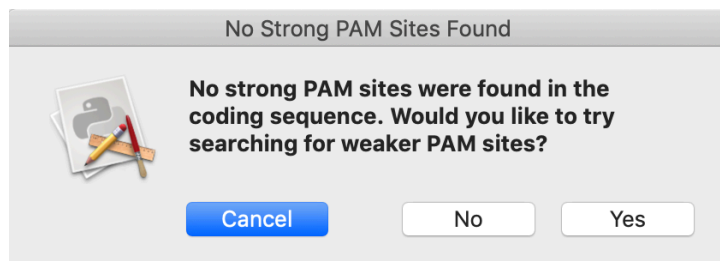 No Strong PAM Sites Found
No strong PAM sites were found in the
coding sequence. Would you like to try
searching for weaker PAM sites?
Cancel No Yes